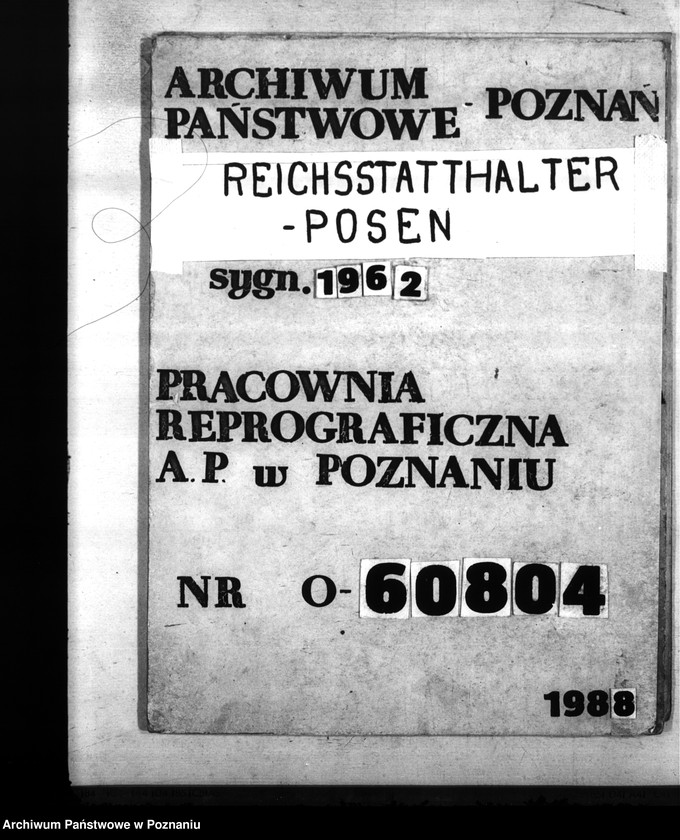 ARCHIWUM
PAŃSTWOWE - POZNAŃ
REICHSSTATTHALTER
-POSEN
sygn. 1962
PRACOWNIA
REPROGRAFICZNA
A.P. w POZNANIU
NR O-60804
1988
Archiwum Państwowe w Poznaniu